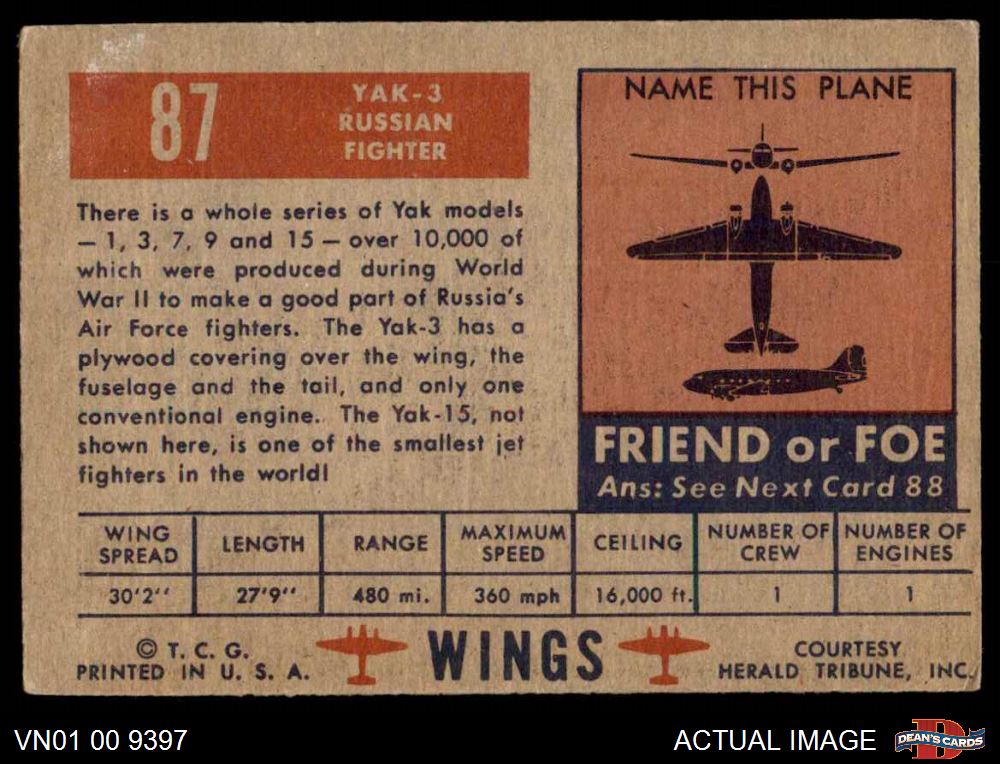 87
YAK-3
RUSSIAN
FIGHTER
There is a whole series of Yak models
— 1, 3, 7, 9 and 15 — over 10,000 of
which were produced during World
War II to make a good part of Russia's
Air Force fighters. The Yak-3 has a
plywood covering over the wing, the
fuselage and the tail, and only one
conventional engine. The Yak-15, not
shown here, is one of the smallest jet
fighters in the world!
NAME THIS PLANE
FRIEND or FOE
Ans: See Next Card 88
WING SPREAD LENGTH RANGE MAXIMUM SPEED CEILING NUMBER OF CREW NUMBER OF ENGINES
30'2'' 27'9'' 480 mi. 360 mph 16,000 ft. 1 1
© T. C. G.
PRINTED IN U. S. A.
WINGS
COURTESY
HERALD TRIBUNE, INC.
VN01 00 9397
ACTUAL IMAGE
DEAN'S CARDS